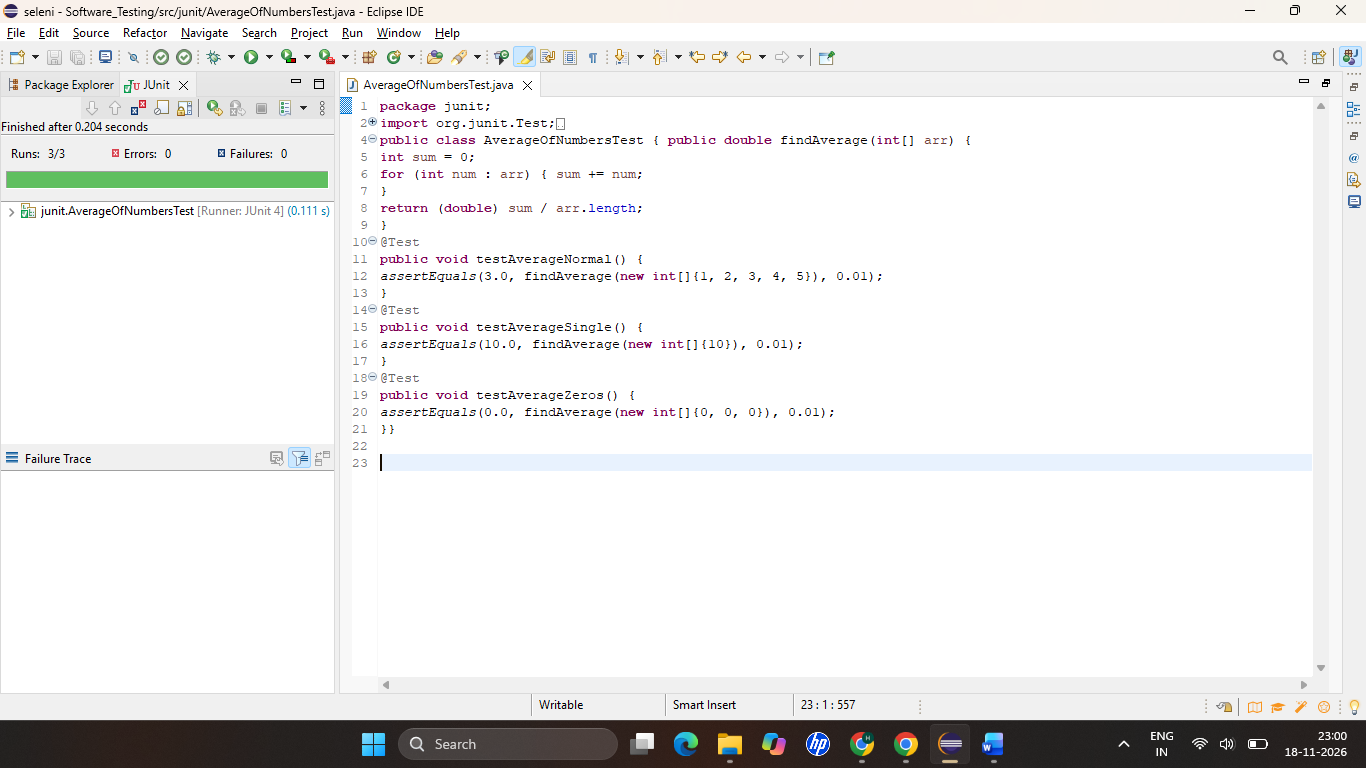 seleni - Software_Testing/src/junit/AverageOfNumbersTest.java - Eclipse IDE
File Edit Source Refactor Navigate Search Project Run Window Help
Package Explorer JUnit
Finished after 0.204 seconds
Runs: 3/3 Errors: 0 Failures: 0
junit.AverageOfNumbersTest [Runner: JUnit 4] (0.111 s)
Failure Trace
AverageOfNumbersTest.java
1 package junit;
2 import org.junit.Test;
4 public class AverageOfNumbersTest { public double findAverage(int[] arr) {
5 int sum = 0;
6 for (int num : arr) { sum += num;
7 }
8 return (double) sum / arr.length;
9 }
10 @Test
11 public void testAverageNormal() {
12 assertEquals(3.0, findAverage(new int[]{1, 2, 3, 4, 5}), 0.01);
13 }
14 @Test
15 public void testAverageSingle() {
16 assertEquals(10.0, findAverage(new int[]{10}), 0.01);
17 }
18 @Test
19 public void testAverageZeros() {
20 assertEquals(0.0, findAverage(new int[]{0, 0, 0}), 0.01);
21 }}
22
23
Writable Smart Insert 23 : 1 : 557
Search
ENG
IN
23:00
18-11-2026